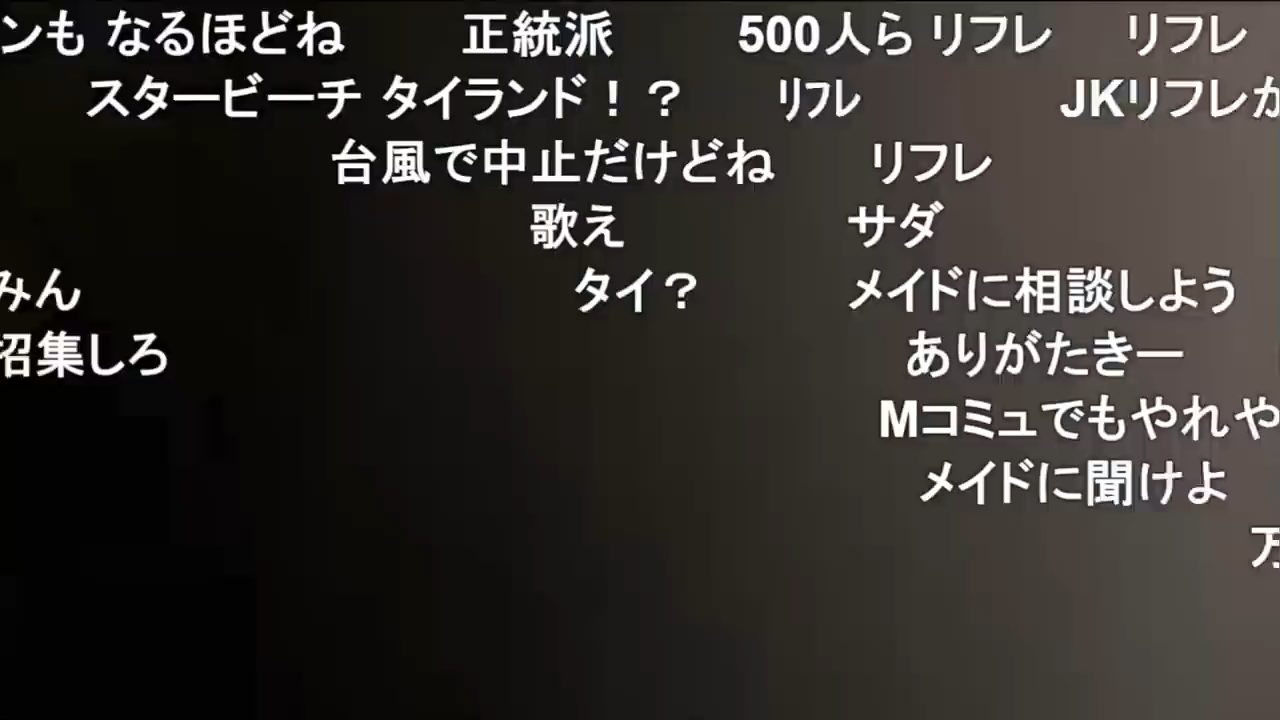 ンも なるほどね 正統派 500人ら リフレ リフレ
スタービーチ タイランド！？ ﾘﾌﾚ JKリフレか
台風で中止だけどね リフレ
歌え サダ
みん タイ？ メイドに相談しよう
招集しろ ありがたきー
Mコミュでもやれ や
メイドに聞けよ
万